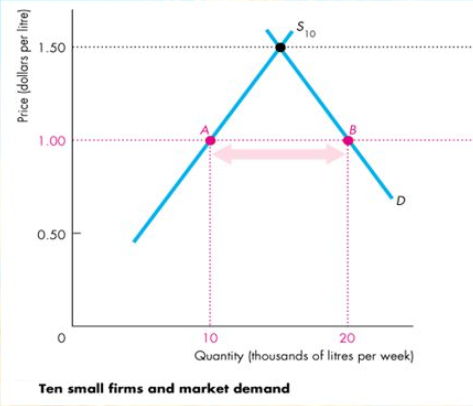 Price (dollars per litre)
S10
1.50
A
B
1.00
D
0.50
0
10
20
Quantity (thousands of litres per week)
Ten small firms and market demand